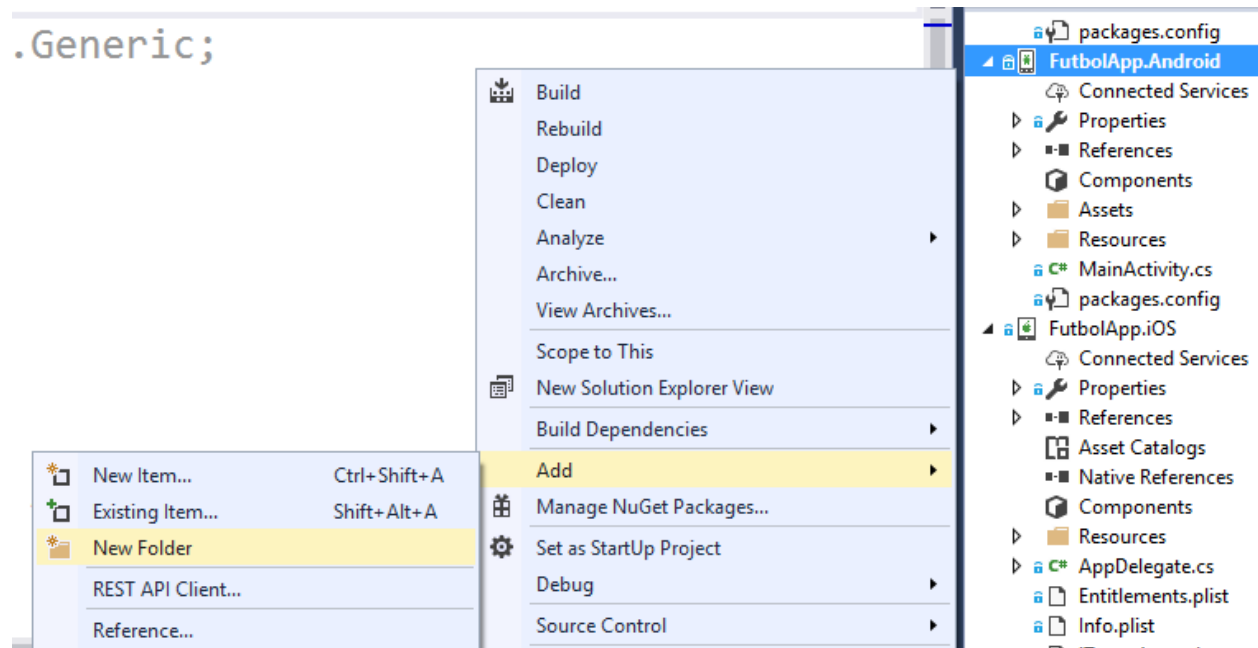 .Generic;
Build
Rebuild
Deploy
Clean
Analyze
Archive...
View Archives...
Scope to This
New Solution Explorer View
Build Dependencies
Add
Manage NuGet Packages...
Set as StartUp Project
Debug
Source Control
New Item... Ctrl+Shift+A
Existing Item... Shift+Alt+A
New Folder
REST API Client...
Reference...
packages.config
FutbolApp.Android
Connected Services
Properties
References
Components
Assets
Resources
C# MainActivity.cs
packages.config
FutbolApp.iOS
Connected Services
Properties
References
Asset Catalogs
Native References
Components
Resources
C# AppDelegate.cs
Entitlements.plist
Info.plist